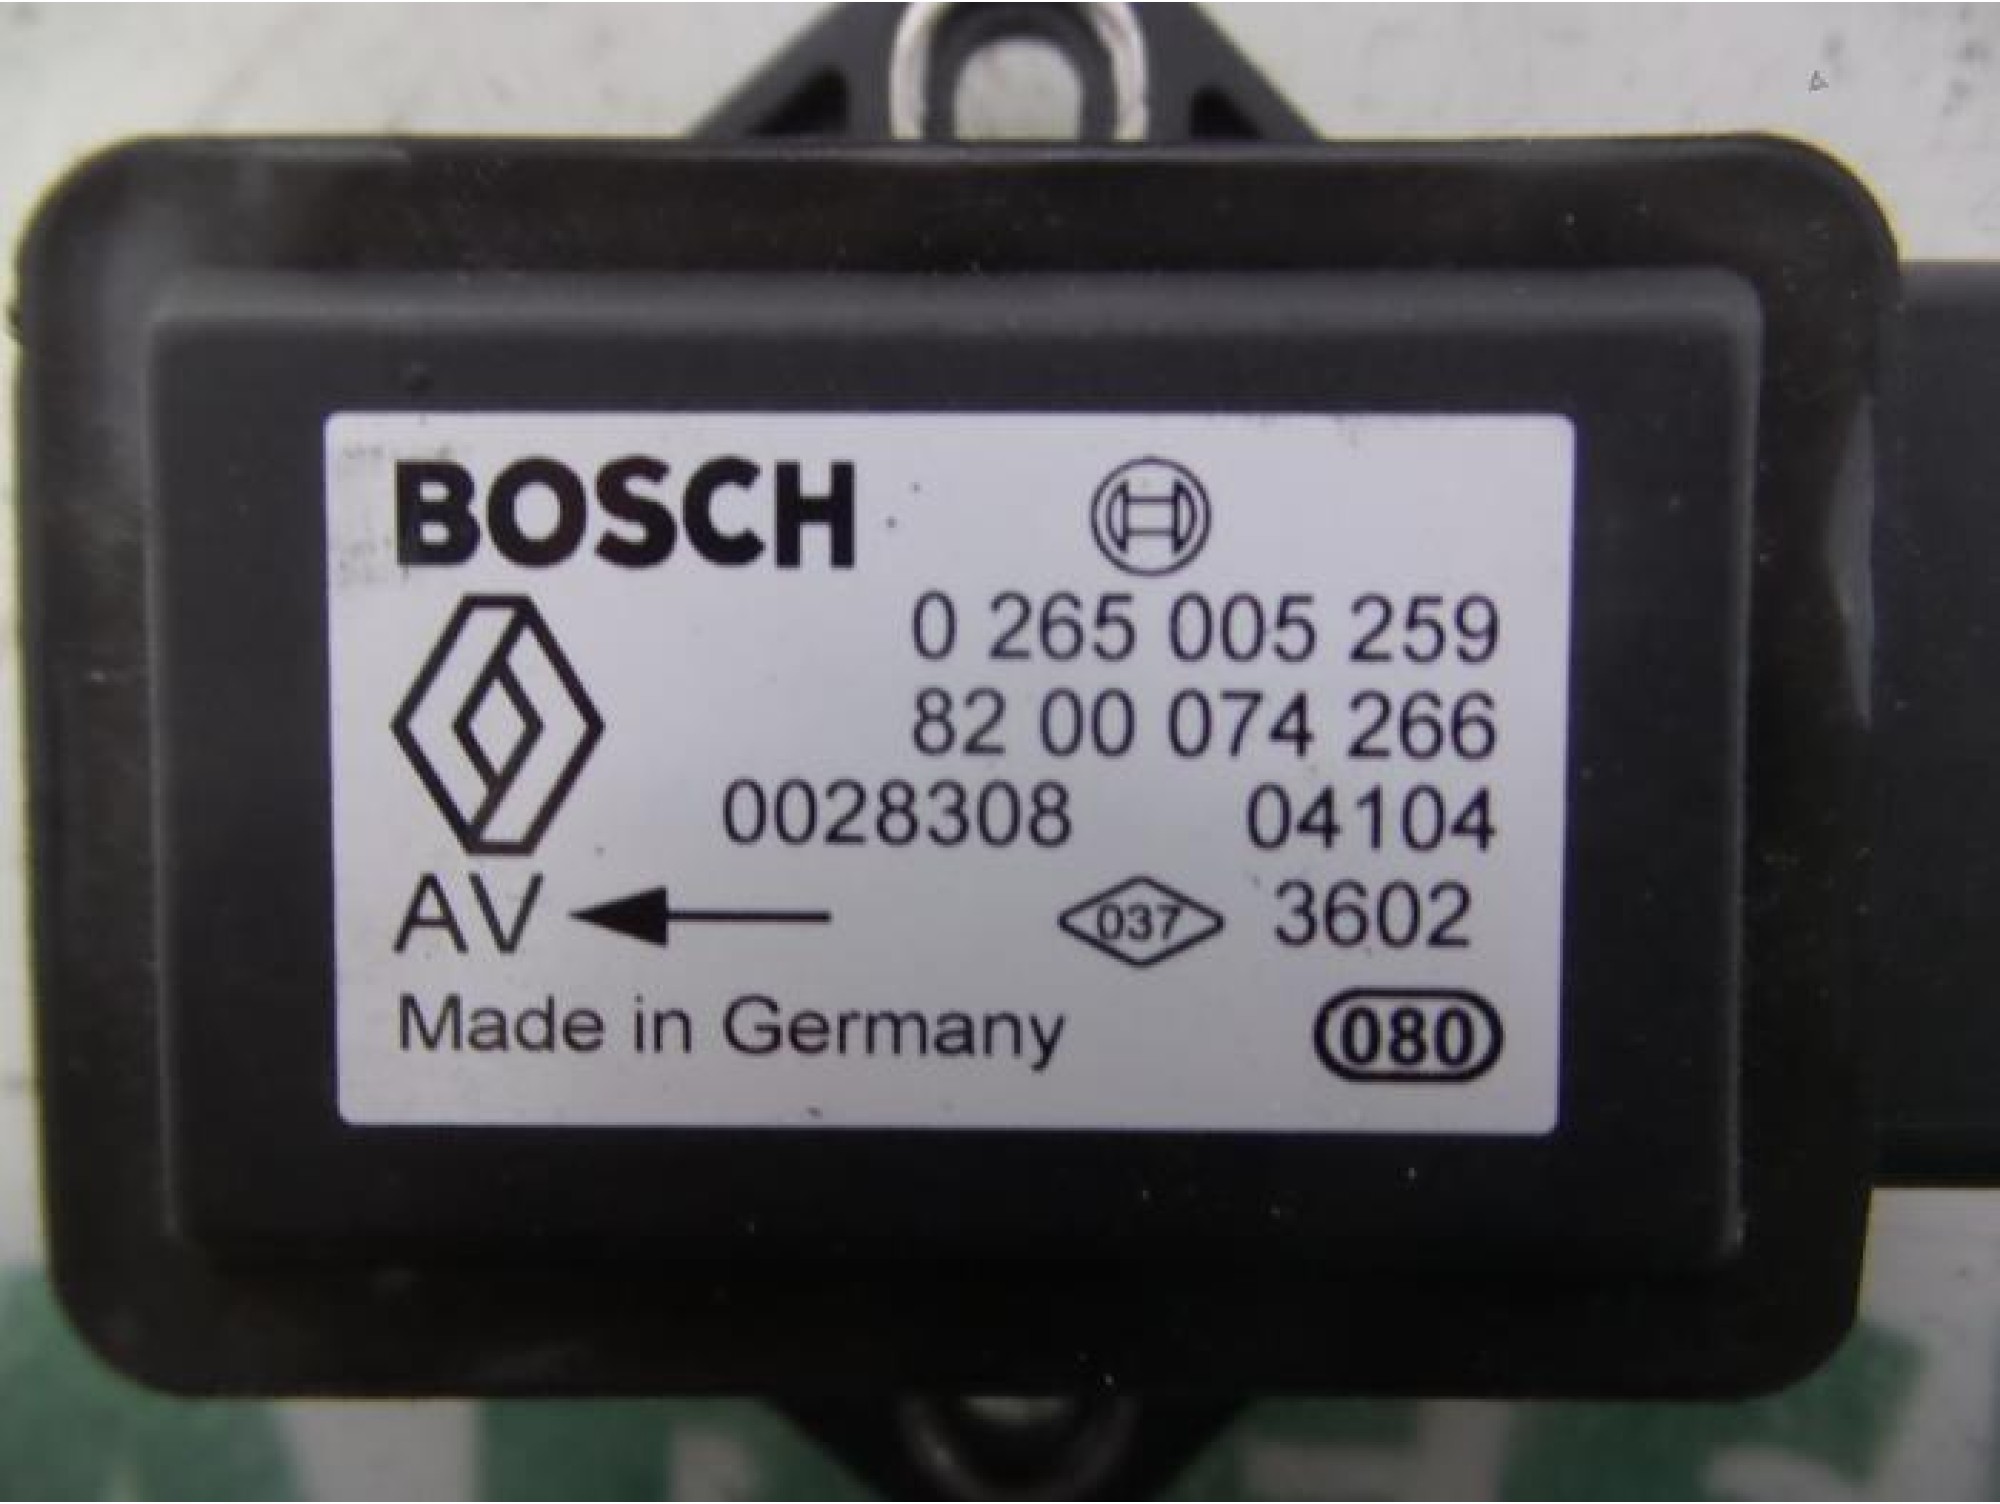 BOSCH
0 265 005 259
82 00 074 266
0028308 04104
AV 037 3602
Made in Germany 080